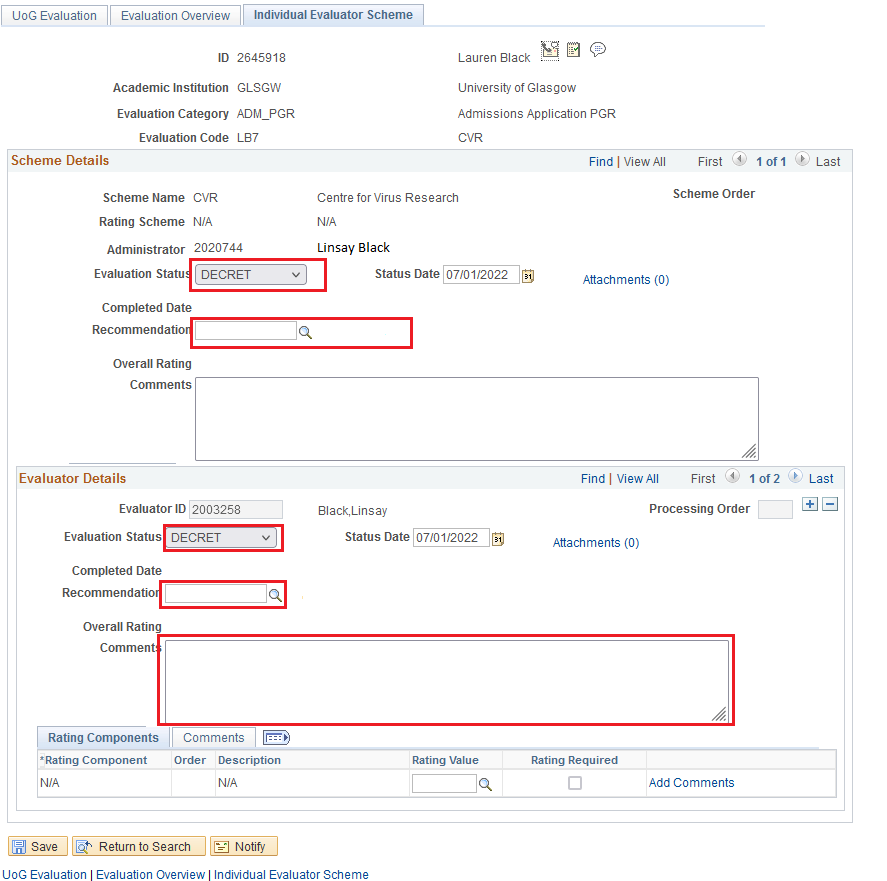 UoG Evaluation Evaluation Overview Individual Evaluator Scheme
ID 2645918 Lauren Black
Academic Institution GLSGW University of Glasgow
Evaluation Category ADM_PGR Admissions Application PGR
Evaluation Code LB7 CVR
Scheme Details Find | View All First 1 of 1 Last
Scheme Name CVR Centre for Virus Research Scheme Order
Rating Scheme N/A N/A
Administrator 2020744 Linsay Black
Evaluation Status DECRET Status Date 07/01/2022 31 Attachments (0)
Completed Date
Recommendation
Overall Rating
Comments
Evaluator Details Find | View All First 1 of 2 Last
Evaluator ID 2003258 Black,Linsay Processing Order
Evaluation Status DECRET Status Date 07/01/2022 31 Attachments (0)
Completed Date
Recommendation
Overall Rating
Comments
Rating Components Comments
*Rating Component Order Description Rating Value Rating Required
N/A N/A Add Comments
Save Return to Search Notify
UoG Evaluation | Evaluation Overview | Individual Evaluator Scheme